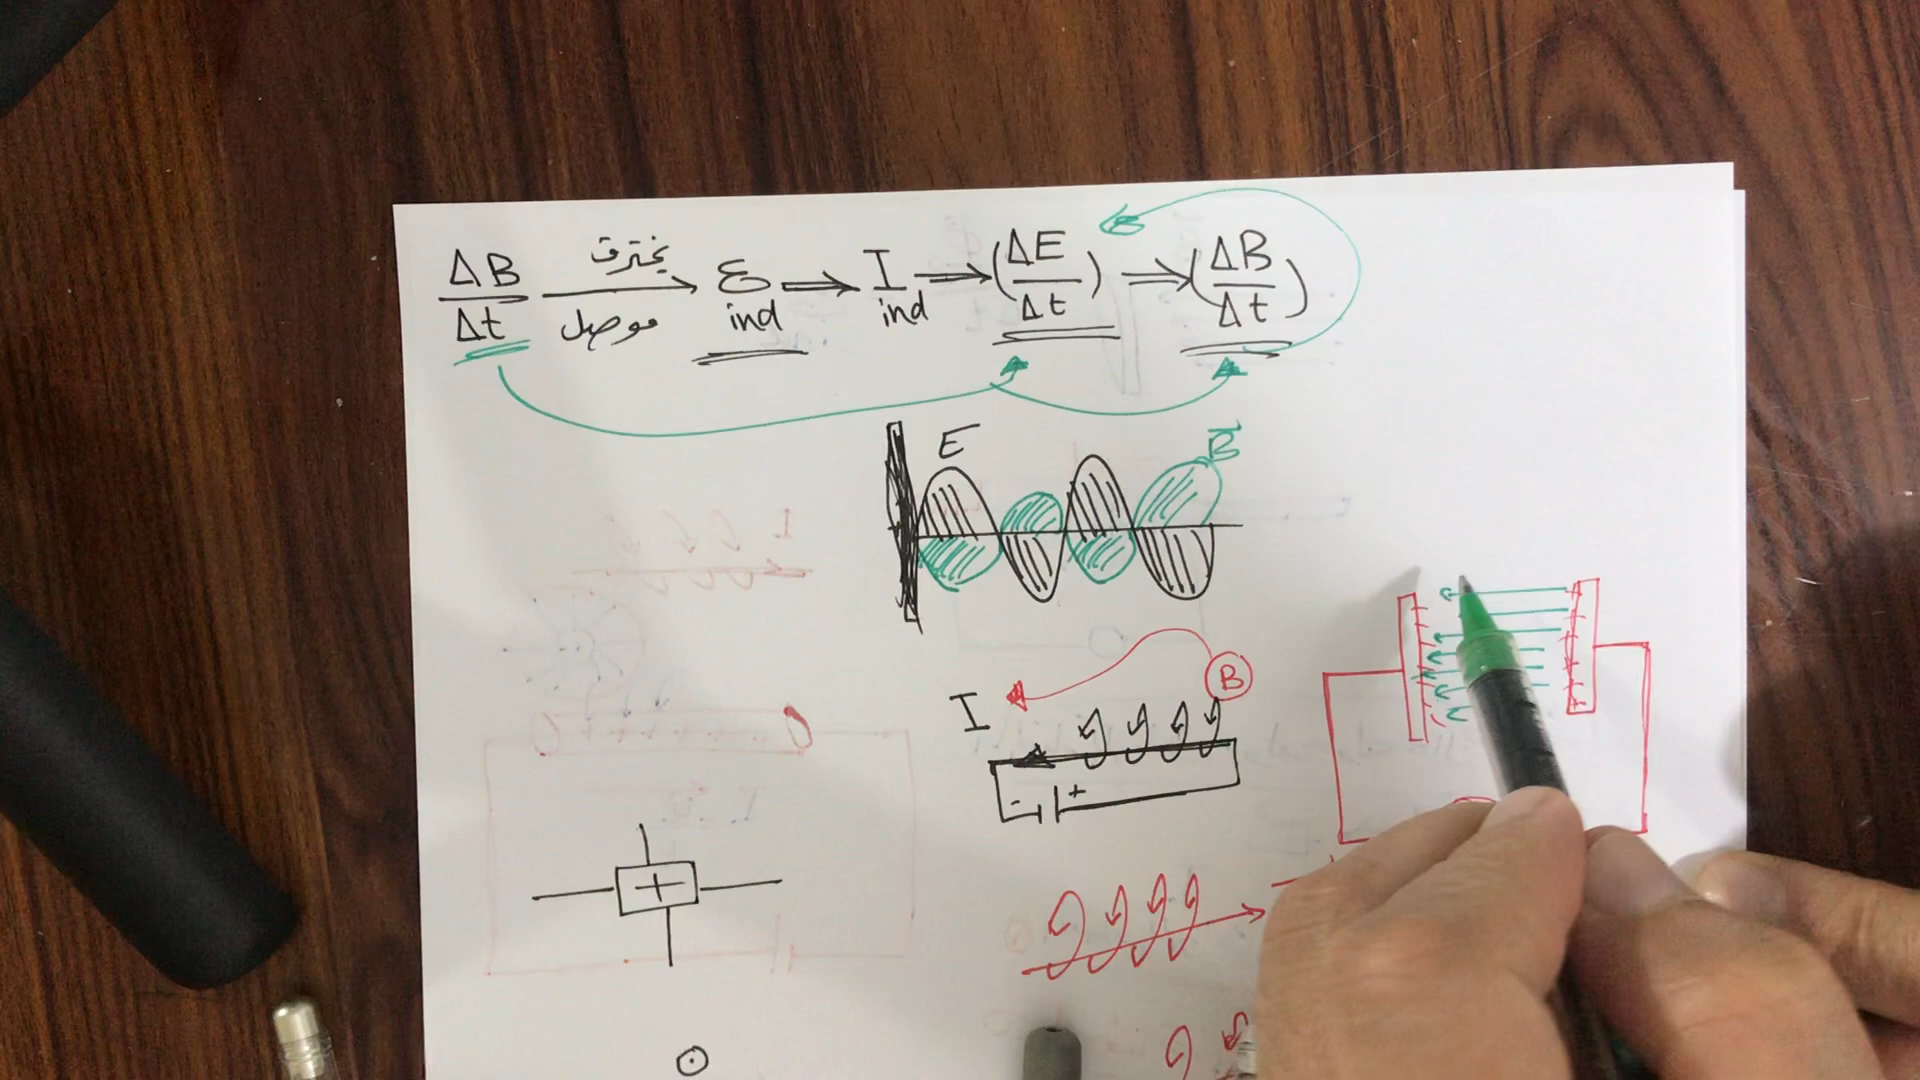 ΔB/Δt يخترق موصل → ε ind ⇒ I ind ⇒ (ΔE/Δt) ⇒ (ΔB/Δt)
E B
B
I
- +
+